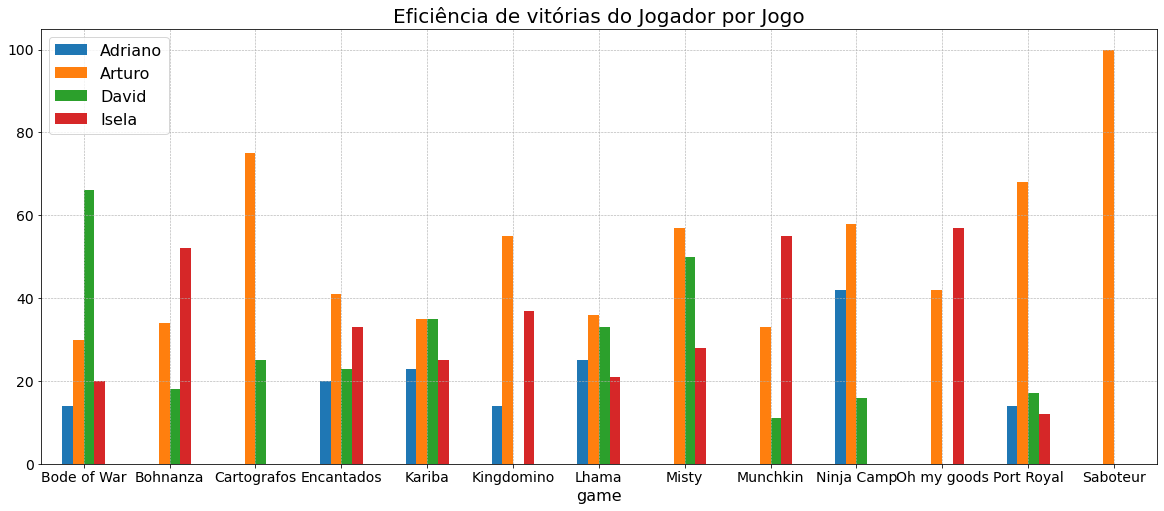 Eficiência de vitórias do Jogador por Jogo
Adriano
Arturo
David
Isela
100
80
60
40
20
0
Bode of War Bohnanza Cartografos Encantados Kariba Kingdomino Lhama Misty Munchkin Ninja Camp Oh my goods Port Royal Saboteur
game